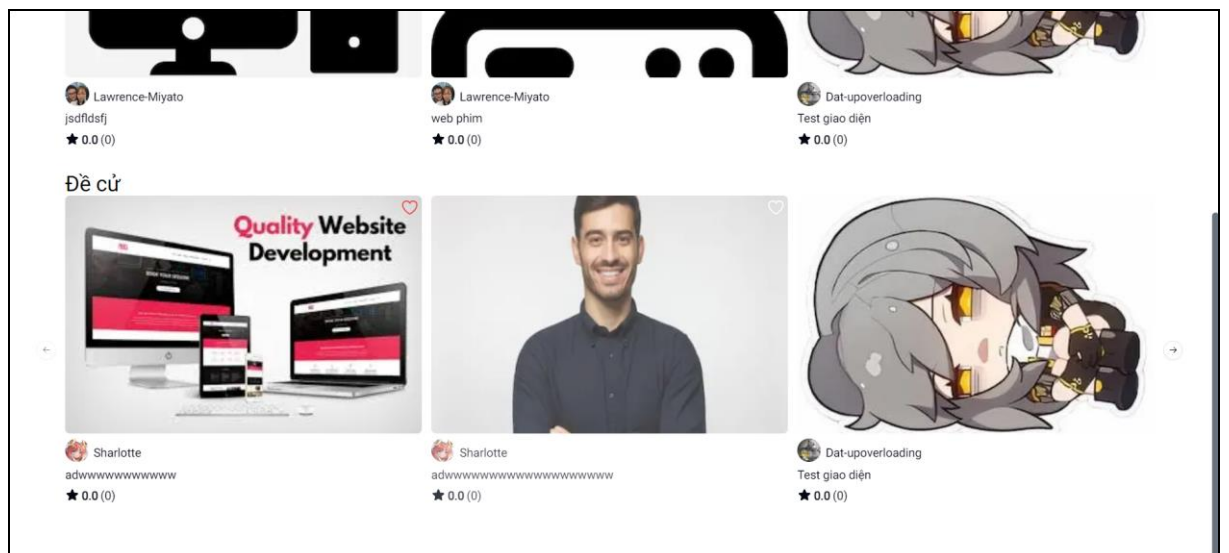 Lawrence-Miyato
Lawrence-Miyato
Dat-upoverloading
jsdfldsfj
web phim
Test giao diện
★ 0.0 (0)
★ 0.0 (0)
★ 0.0 (0)
Đề cử
Quality Website
Development
Sharlotte
Sharlotte
Dat-upoverloading
adwwwwwwwwwwww
adwwwwwwwwwwwwwwwwwwww
Test giao diện
★ 0.0 (0)
★ 0.0 (0)
★ 0.0 (0)